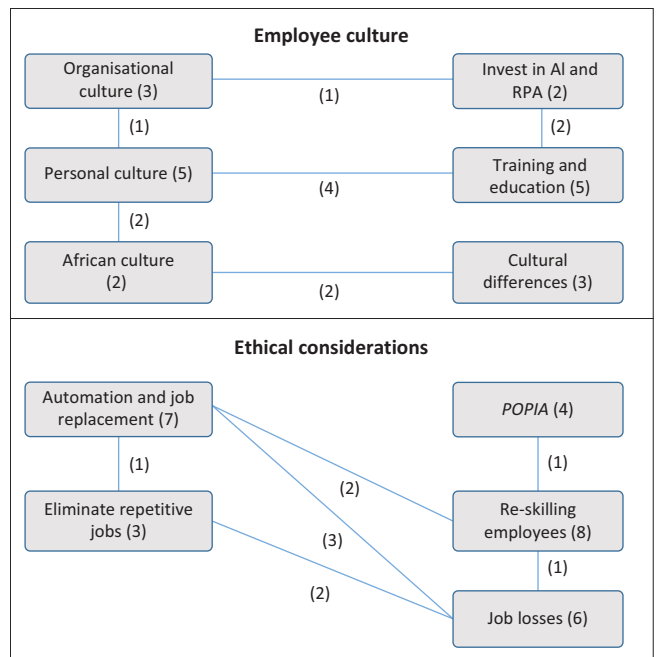 Employee culture
Organisational
culture (3)
(1)
Invest in AI and
RPA (2)
(1)
(2)
Personal culture (5)
(4)
Training and
education (5)
(2)
African culture
(2)
(2)
Cultural
differences (3)
Ethical considerations
Automation and job
replacement (7)
POPIA (4)
(1)
(2)
(1)
Eliminate repetitive
jobs (3)
(3)
Re-skilling
employees (8)
(2)
(1)
Job losses (6)